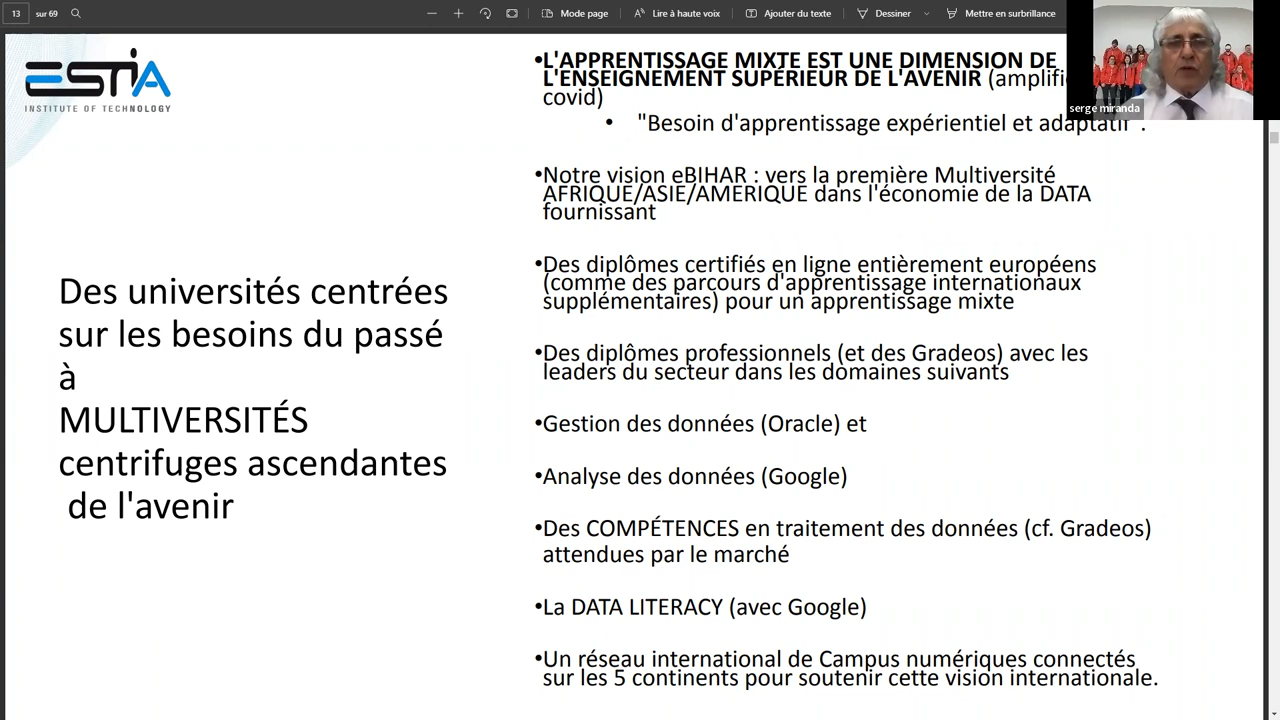 13 sur 69
Mode page
Lire à haute voix
Ajouter du texte
Dessiner
Mettre en surbrillance
serge miranda
ESTIA
INSTITUTE OF TECHNOLOGY
Des universités centrées
sur les besoins du passé
à
MULTIVERSITÉS
centrifuges ascendantes
de l'avenir
•L'APPRENTISSAGE MIXTE EST UNE DIMENSION DE
L'ENSEIGNEMENT SUPÉRIEUR DE L'AVENIR (amplifi
covid)
• "Besoin d'apprentissage expérientiel et adaptatif".
•Notre vision eBIHAR : vers la première Multiversité
AFRIQUE/ASIE/AMERIQUE dans l'économie de la DATA
fournissant
•Des diplômes certifiés en ligne entièrement européens
(comme des parcours d'apprentissage internationaux
supplémentaires) pour un apprentissage mixte
•Des diplômes professionnels (et des Gradeos) avec les
leaders du secteur dans les domaines suivants
•Gestion des données (Oracle) et
•Analyse des données (Google)
•Des COMPÉTENCES en traitement des données (cf. Gradeos)
attendues par le marché
•La DATA LITERACY (avec Google)
•Un réseau international de Campus numériques connectés
sur les 5 continents pour soutenir cette vision internationale.